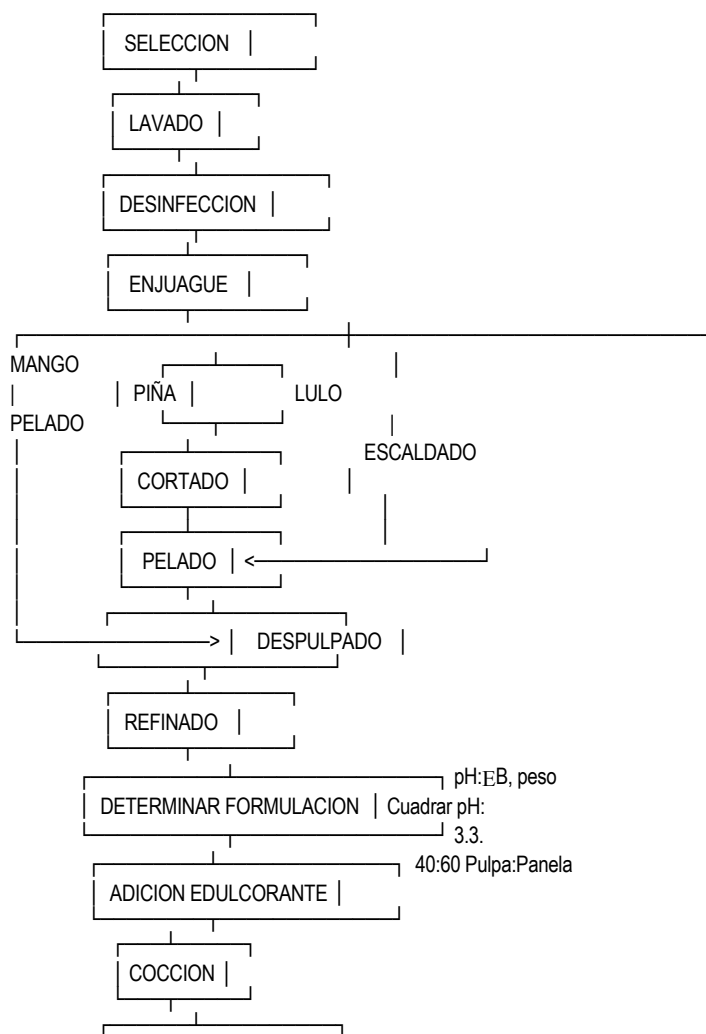 SELECCION
LAVADO
DESINFECCION
ENJUAGUE
MANGO
PIÑA LULO
PELADO
ESCALDADO
CORTADO
PELADO
DESPULPADO
REFINADO
pH:ΕB, peso
DETERMINAR FORMULACION Cuadrar pH:
3.3.
40:60 Pulpa:Panela
ADICION EDULCORANTE
COCCION